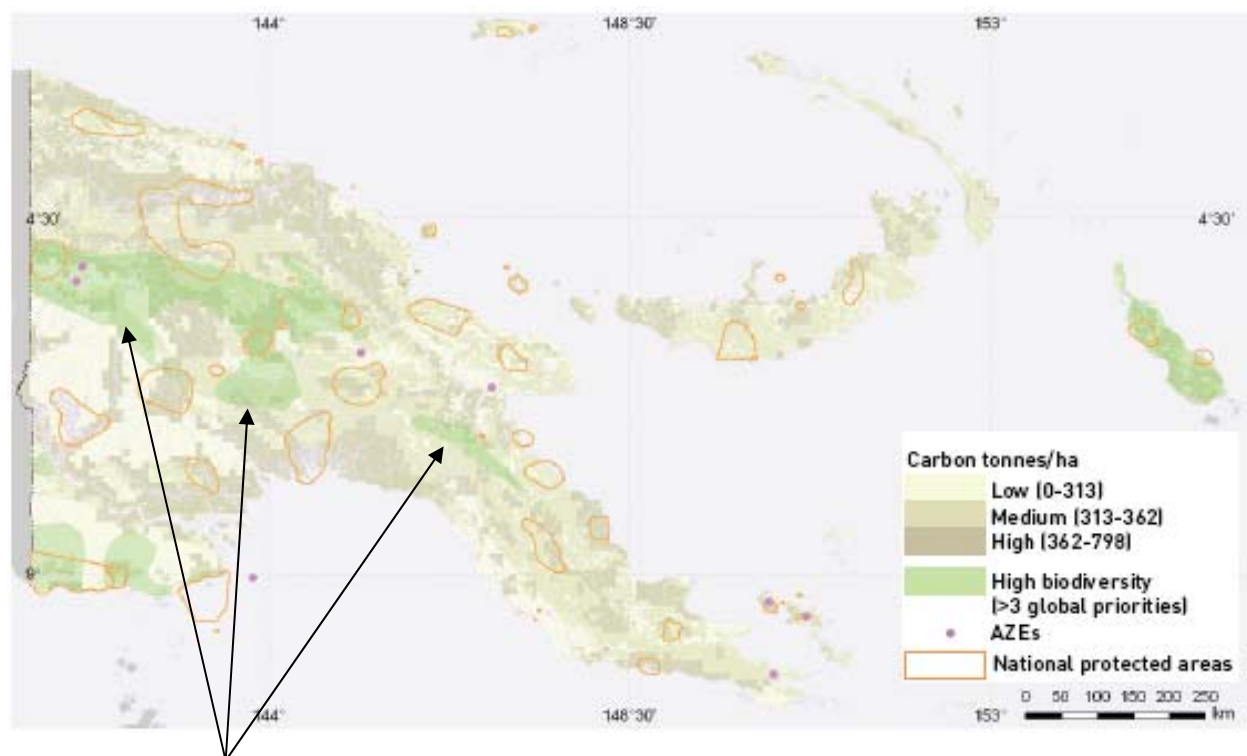 144°
148°30'
153°
4°30'
4°30'
9°
Carbon tonnes/ha
Low (0-313)
Medium (313-362)
High (362-798)
High biodiversity
(>3 global priorities)
AZEs
National protected areas
0 50 100 150 200 250
km
144°
148°30'
153°